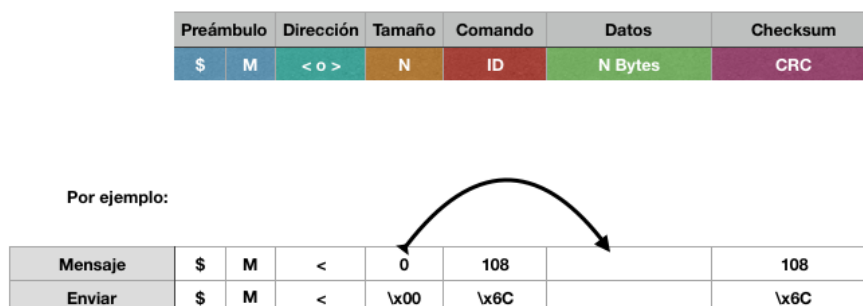 Preámbulo Dirección Tamaño Comando Datos Checksum
$ M < o > N ID N Bytes CRC
Por ejemplo:
Mensaje $ M < 0 108 108
Enviar $ M < \x00 \x6C \x6C